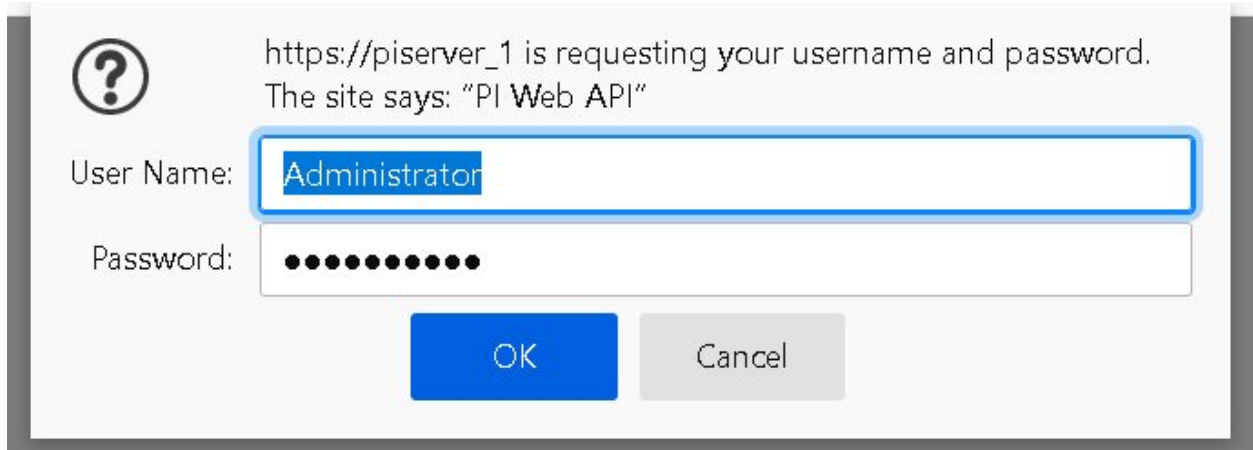 https://piserver_1 is requesting your username and password.
The site says: “PI Web API”
User Name: Administrator
Password: ●●●●●●●●●●
OK Cancel